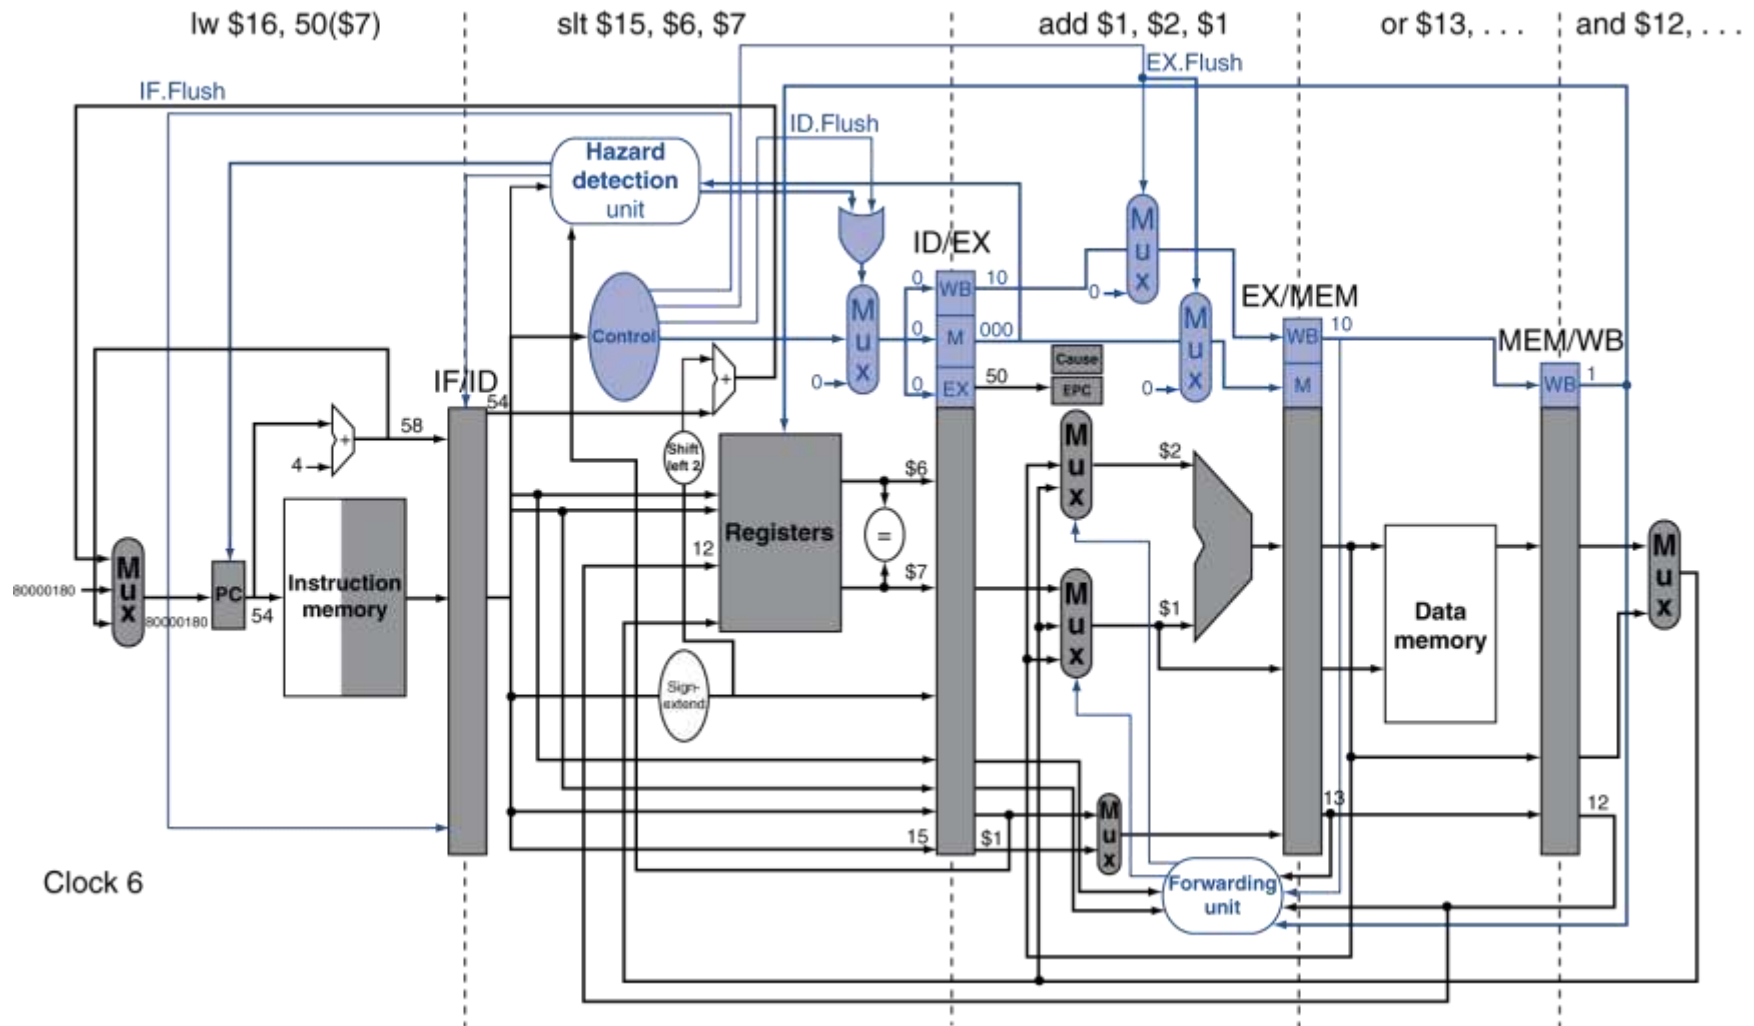 lw $16, 50($7)
slt $15, $6, $7
add $1, $2, $1
or $13, . . .
and $12, . . .
EX.Flush
IF.Flush
ID.Flush
Hazard
detection
unit
ID/EX
0
WB
10
0
M
000
0
EX
50
Control
M
u
x
0
M
u
x
0
M
u
x
0
EX/MEM
WB
10
M
MEM/WB
WB
1
Cause
EPC
IF/ID
54
58
4
+
+
Shift
left 2
M
u
x
$2
$6
=
$7
Registers
12
M
u
x
$1
80000180
M
u
x
80000180
PC
54
Instruction
memory
Data
memory
M
u
x
Sign-
extend
M
u
x
13
12
15
$1
Forwarding
unit
Clock 6